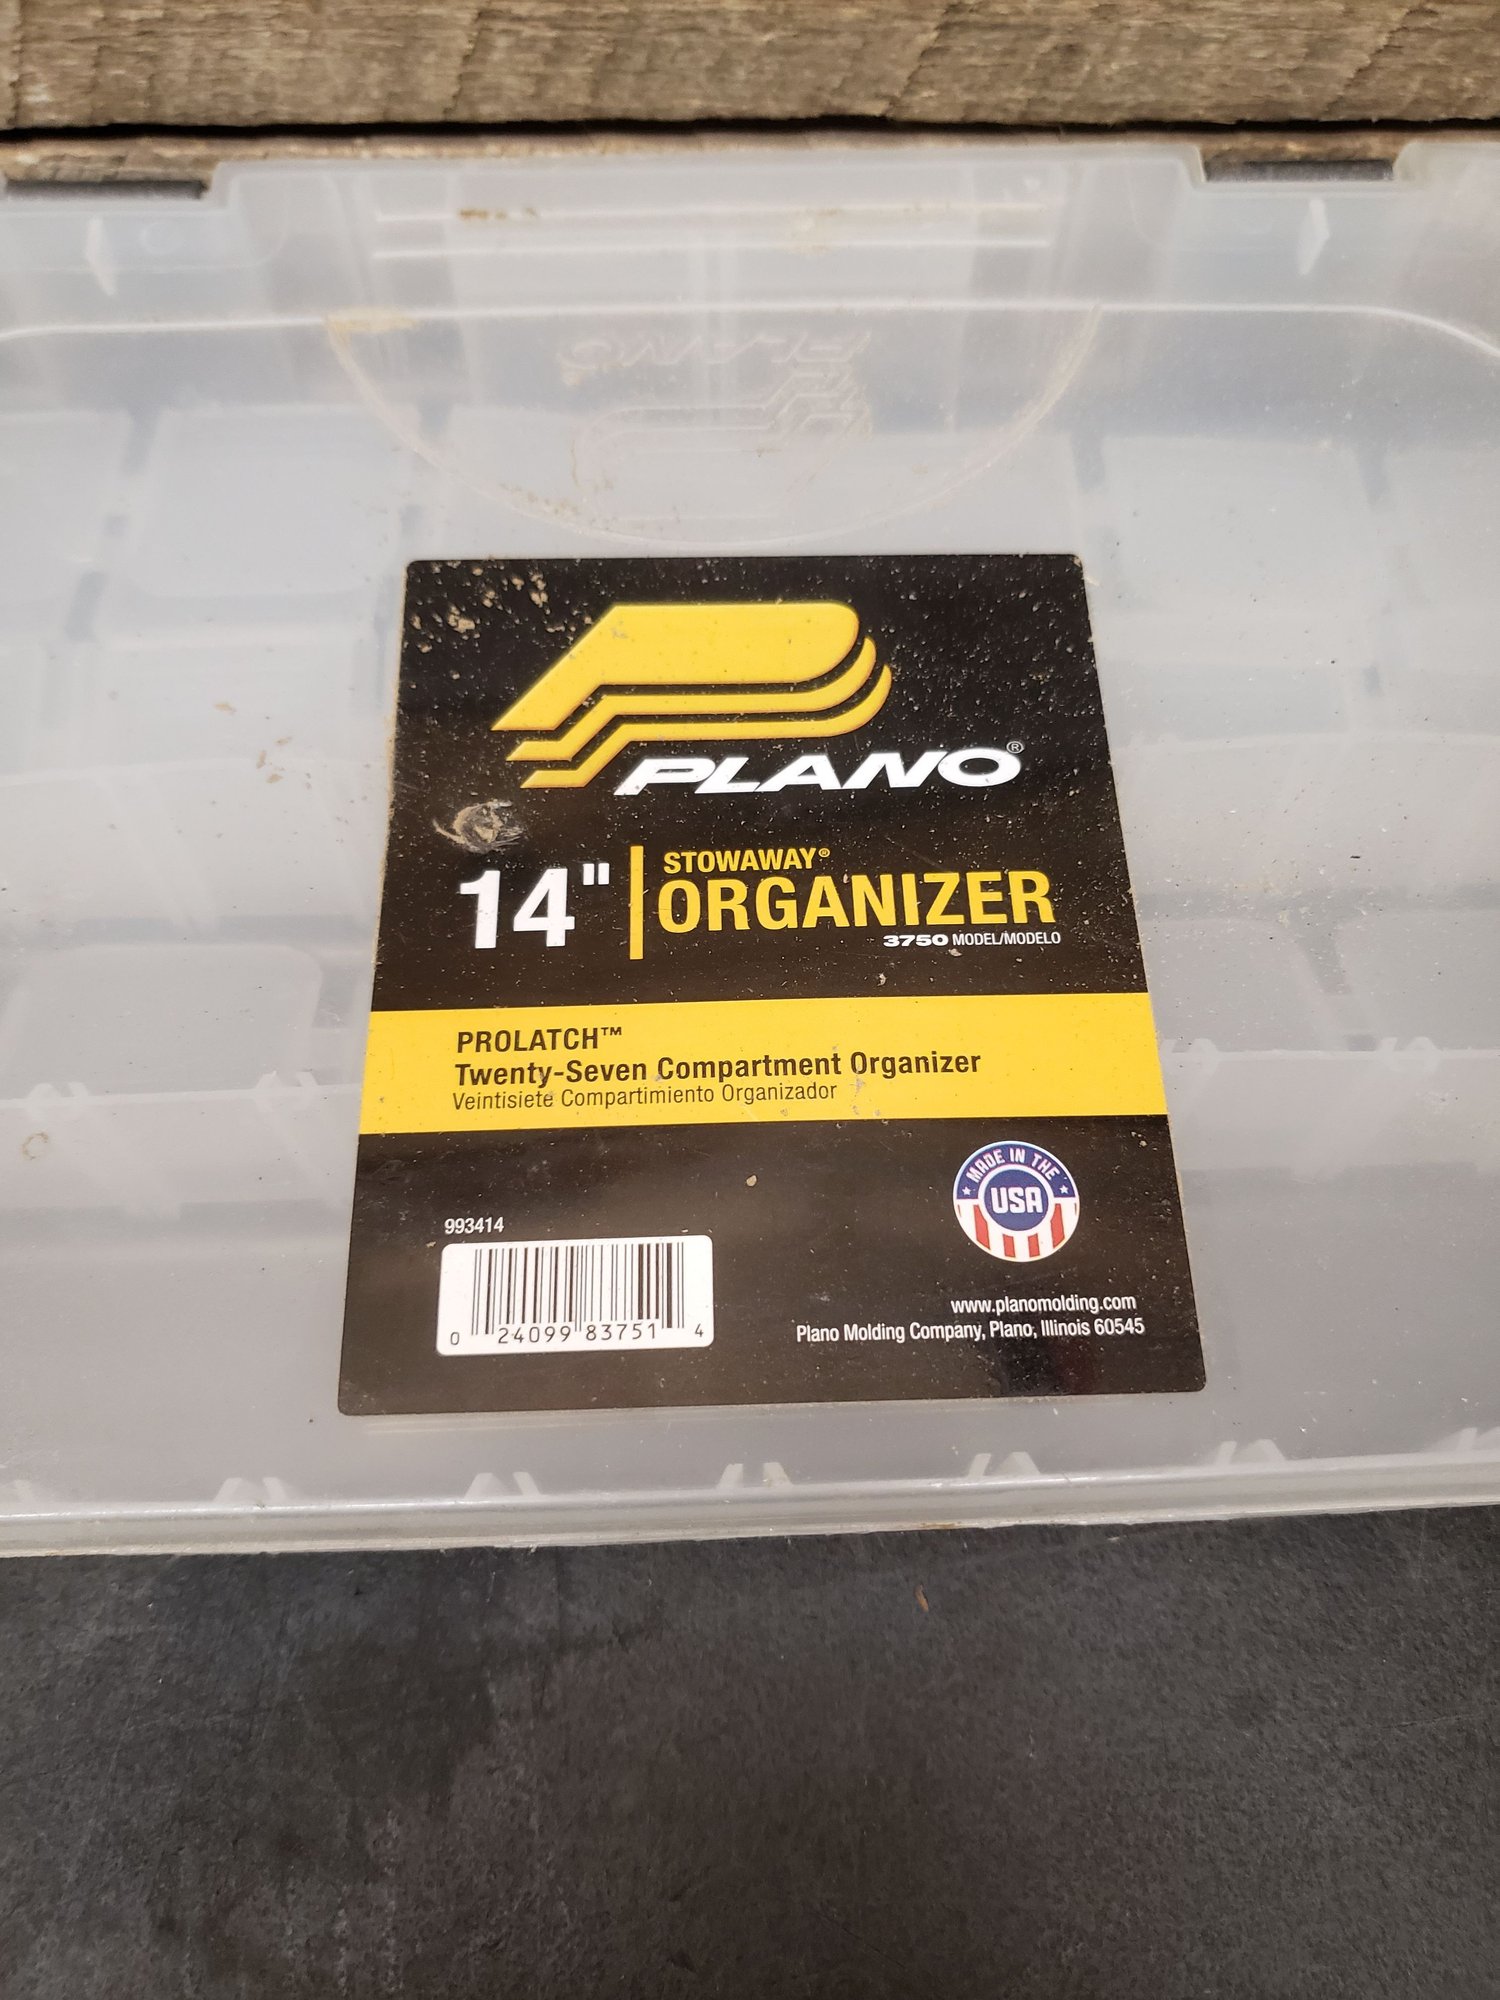 PLANO
PLANO®
14"
STOWAWAY®
ORGANIZER
3750 MODEL/MODELO
PROLATCH™
Twenty-Seven Compartment Organizer
Veintisiete Compartimiento Organizador
MADE IN THE
USA
993414
0 24099 83751 4
www.planomolding.com
Plano Molding Company, Plano, Illinois 60545